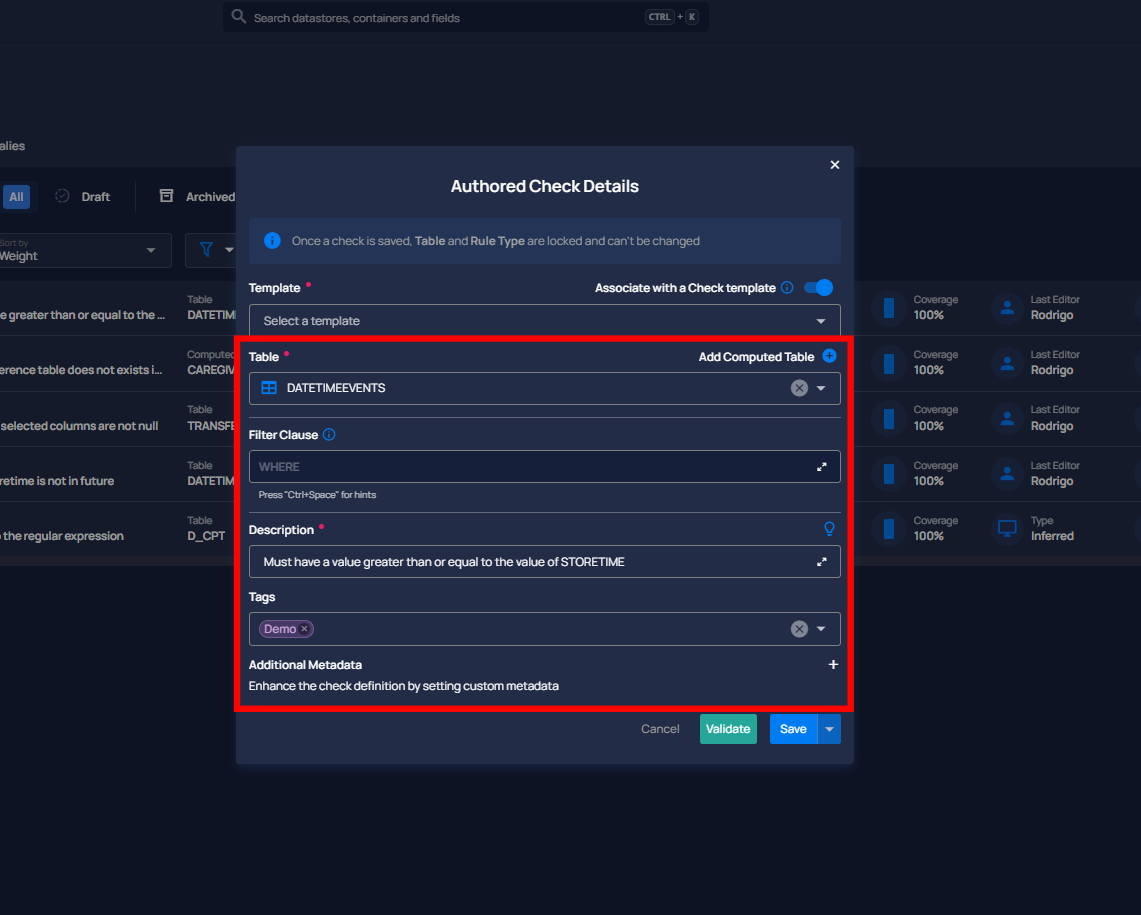 Search datastores, containers and fields
CTRL + K
alies
All
Draft
Archived
Sort by
Weight
e greater than or equal to the ...
Table
DATETIM
Coverage
100%
Last Editor
Rodrigo
erence table does not exists i...
Computed
CAREGIV
Coverage
100%
Last Editor
Rodrigo
selected columns are not null
Table
TRANSFE
Coverage
100%
Last Editor
Rodrigo
retime is not in future
Table
DATETIM
Coverage
100%
Last Editor
Rodrigo
the regular expression
Table
D_CPT
Coverage
100%
Type
Inferred
Authored Check Details
Once a check is saved, Table and Rule Type are locked and can't be changed
Template •
Associate with a Check template
Select a template
Table •
Add Computed Table
DATETIMEEVENTS
Filter Clause
WHERE
Press "Ctrl+Space" for hints
Description •
Must have a value greater than or equal to the value of STORETIME
Tags
Demo
Additional Metadata
Enhance the check definition by setting custom metadata
Cancel
Validate
Save